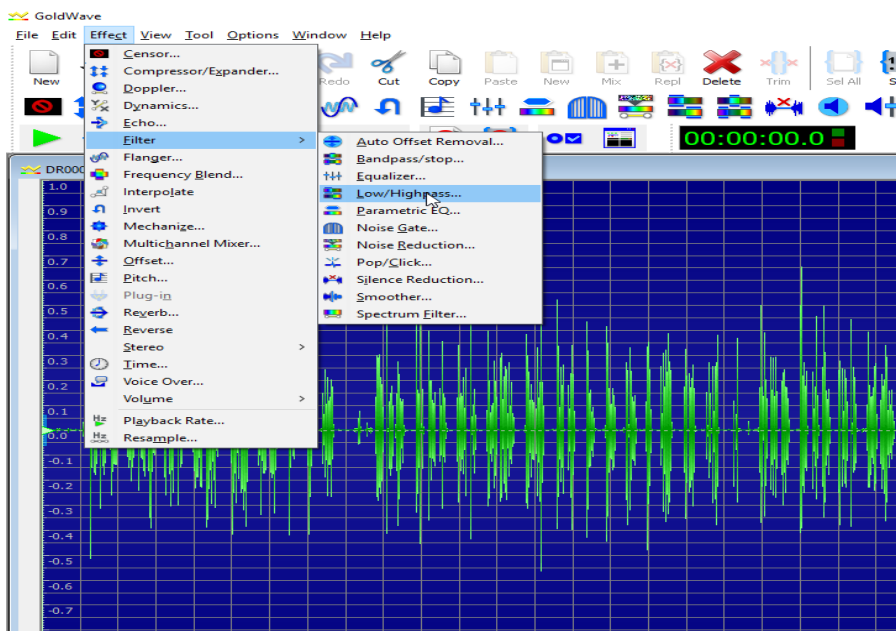 GoldWave
File Edit Effect View Tool Options Window Help
New Redo Cut Copy Paste New Mix Repl Delete Trim Sel All
00:00:00.0
Censor...
Compressor/Expander...
Doppler...
Dynamics...
Echo...
Filter >
Flanger...
Frequency Blend...
Interpolate
Invert
Mechanize...
Multichannel Mixer...
Offset...
Pitch...
Plug-in
Reverb...
Reverse
Stereo >
Time...
Voice Over...
Volume >
Hz Playback Rate...
Hz Resample...
Auto Offset Removal...
Bandpass/stop...
Equalizer...
Low/Highpass...
Parametric EQ...
Noise Gate...
Noise Reduction...
Pop/Click...
Silence Reduction...
Smoother...
Spectrum Filter...
1.0
0.9
0.8
0.7
0.6
0.5
0.4
0.3
0.2
0.1
0.0
-0.1
-0.2
-0.3
-0.4
-0.5
-0.6
-0.7